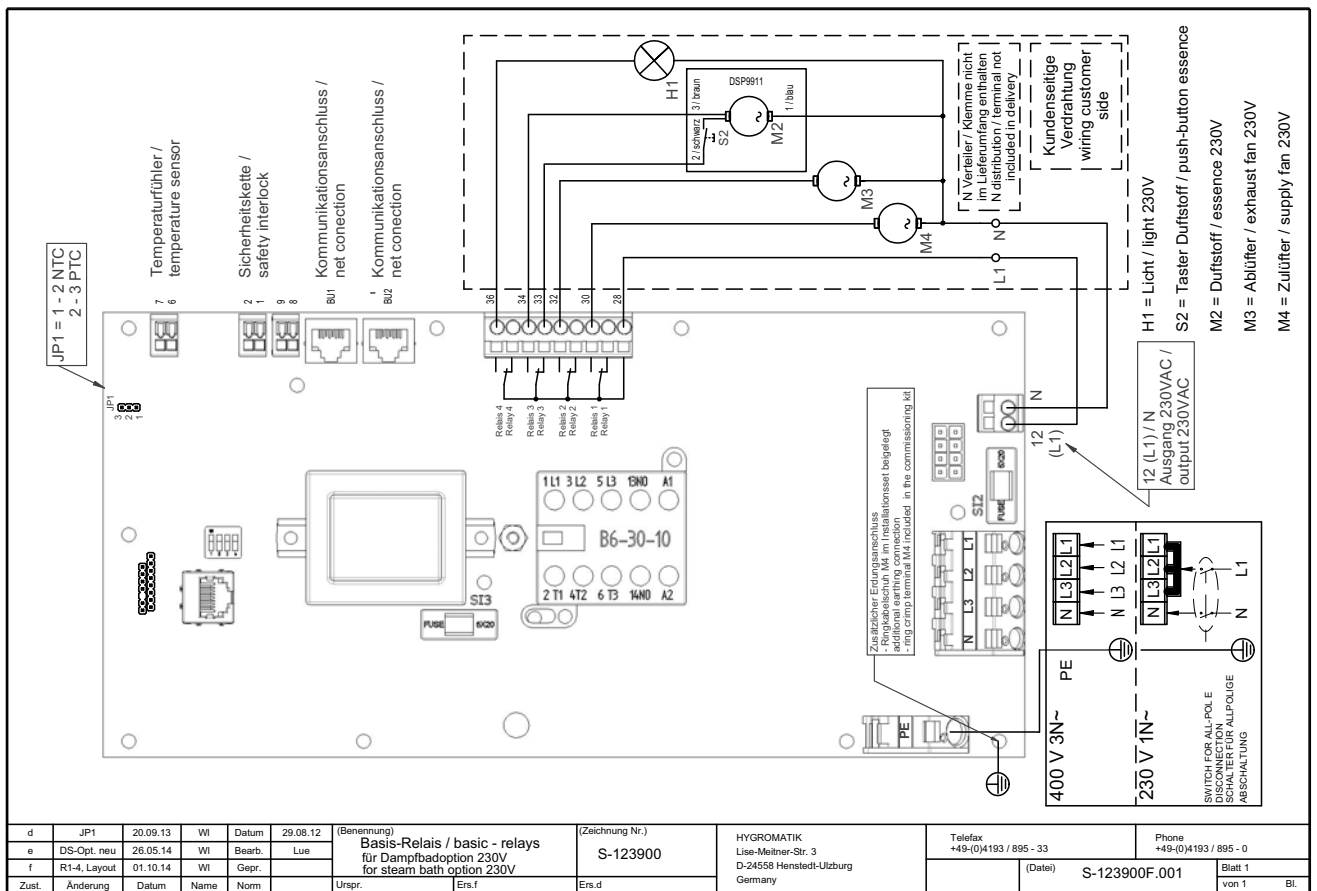 JP1 = 1 - 2 NTC
2 - 3 PTC
Temperaturfühler /
temperature sensor
Sicherheitskette /
safety interlock
Kommunikationsanschluss /
net conection
Kommunikationsanschluss /
net conection
7
6
2
1
9
8
BU1
BU2
JP1
3
2
1
36
34
33
32
30
28
H1
DSP9911
2 / schwarz
3 / braun
S2
M2
1 / blau
M3
M4
N
L1
N Verteiler / Klemme nicht
im Lieferumfang enthalten
N distribution / terminal not
included in delivery
Kundenseitige
Verdrahtung
wiring customer
side
H1 = Licht / light 230V
S2 = Taster Duftstoff / push-button essence
M2 = Duftstoff / essence 230V
M3 = Ablüfter / exhaust fan 230V
M4 = Zulüfter / supply fan 230V
Relais 4
Relay 4
Relais 3
Relay 3
Relais 2
Relay 2
Relais 1
Relay 1
N
12
(L1)
12 (L1) / N
Ausgang 230VAC /
output 230VAC
1 L1 3 L2 5 L3 13NO A1
B6-30-10
2 T1 4T2 6 T3 14NO A2
SI3
FUSE 6X20
SI2
FUSE 6X20
Zusätzlicher Erdungsanschluss
- Ringkabelschuh M4 im Installationsset beigelegt
additional earthing connection
- ring crimp terminal M4 included in the commissioning kit
N L3 L2 L1
PE
400 V 3N~
PE
N L3 L2 L1
N L3 L2 L1
230 V 1N~
N L3 L2 L1
N L1
SWITCH FOR ALL-POL E
DISCONNECTION
SCHALTER FÜR ALLPOLIGE
ABSCHALTUNG
d JP1 20.09.13 WI Datum 29.08.12
e DS-Opt. neu 26.05.14 WI Bearb. Lue
f R1-4, Layout 01.10.14 WI Gepr.
Zust. Änderung Datum Name Norm
(Benennung)
Basis-Relais / basic - relays
für Dampfbadoption 230V
for steam bath option 230V
Urspr. Ers.f Ers.d
(Zeichnung Nr.)
S-123900
HYGROMATIK
Lise-Meitner-Str. 3
D-24558 Henstedt-Ulzburg
Germany
Telefax
+49-(0)4193 / 895 - 33
Phone
+49-(0)4193 / 895 - 0
(Datei) S-123900F.001
Blatt 1
von 1 Bl.